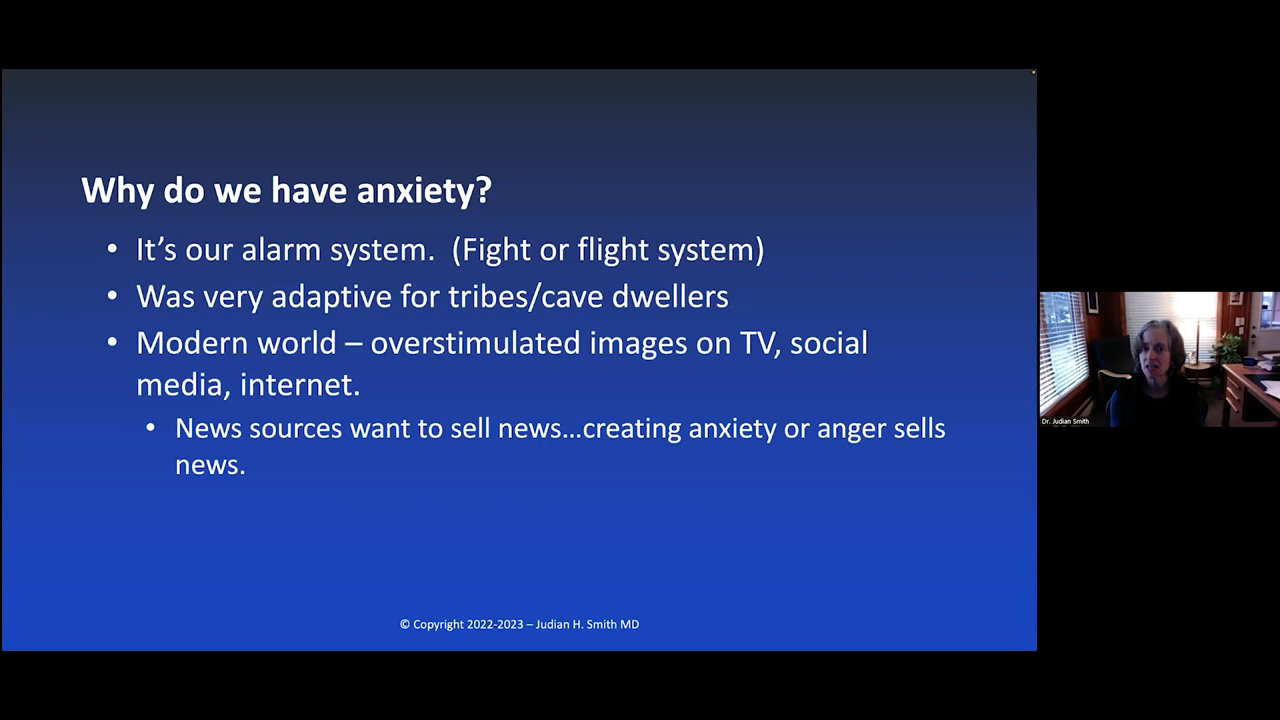 Why do we have anxiety?
• It’s our alarm system.  (Fight or flight system)
• Was very adaptive for tribes/cave dwellers
• Modern world – overstimulated images on TV, social
media, internet.
• News sources want to sell news…creating anxiety or anger sells
news.
© Copyright 2022-2023 – Judian H. Smith MD
Dr. Judian Smith